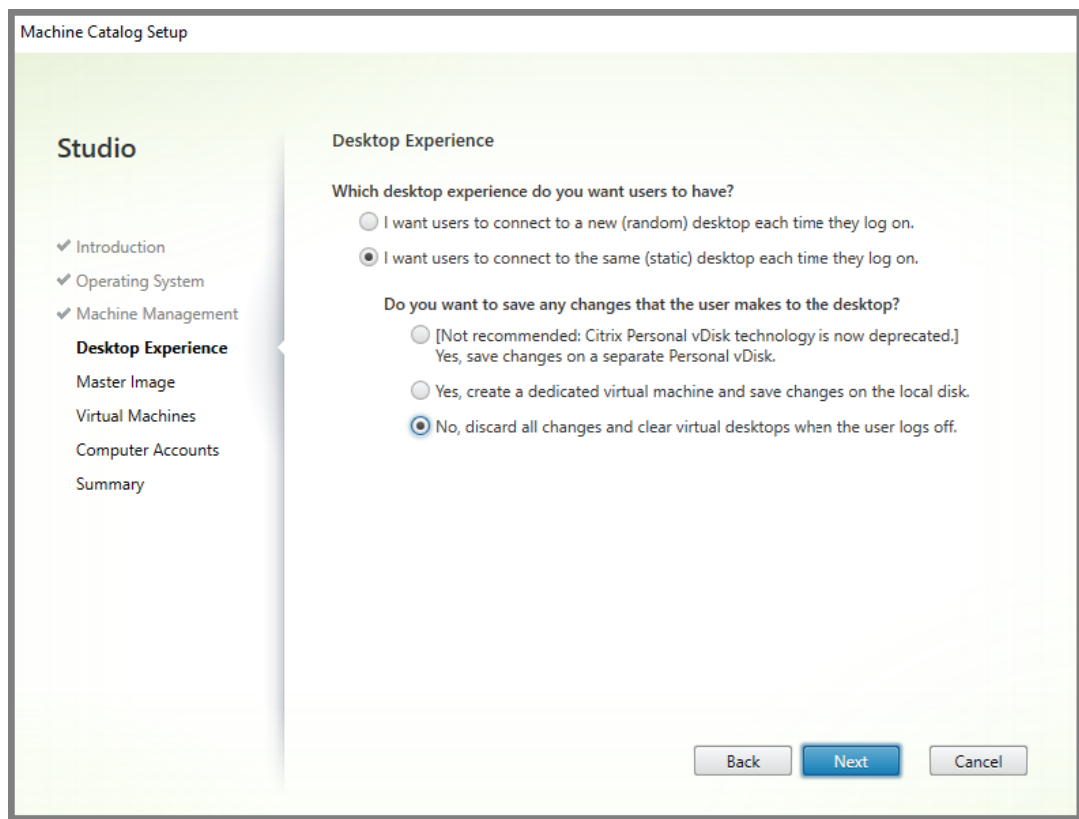 Machine Catalog Setup
Studio
Introduction
Operating System
Machine Management
Desktop Experience
Master Image
Virtual Machines
Computer Accounts
Summary
Desktop Experience
Which desktop experience do you want users to have?
I want users to connect to a new (random) desktop each time they log on.
I want users to connect to the same (static) desktop each time they log on.
Do you want to save any changes that the user makes to the desktop?
[Not recommended: Citrix Personal vDisk technology is now deprecated.]
Yes, save changes on a separate Personal vDisk.
Yes, create a dedicated virtual machine and save changes on the local disk.
No, discard all changes and clear virtual desktops when the user logs off.
Back
Next
Cancel